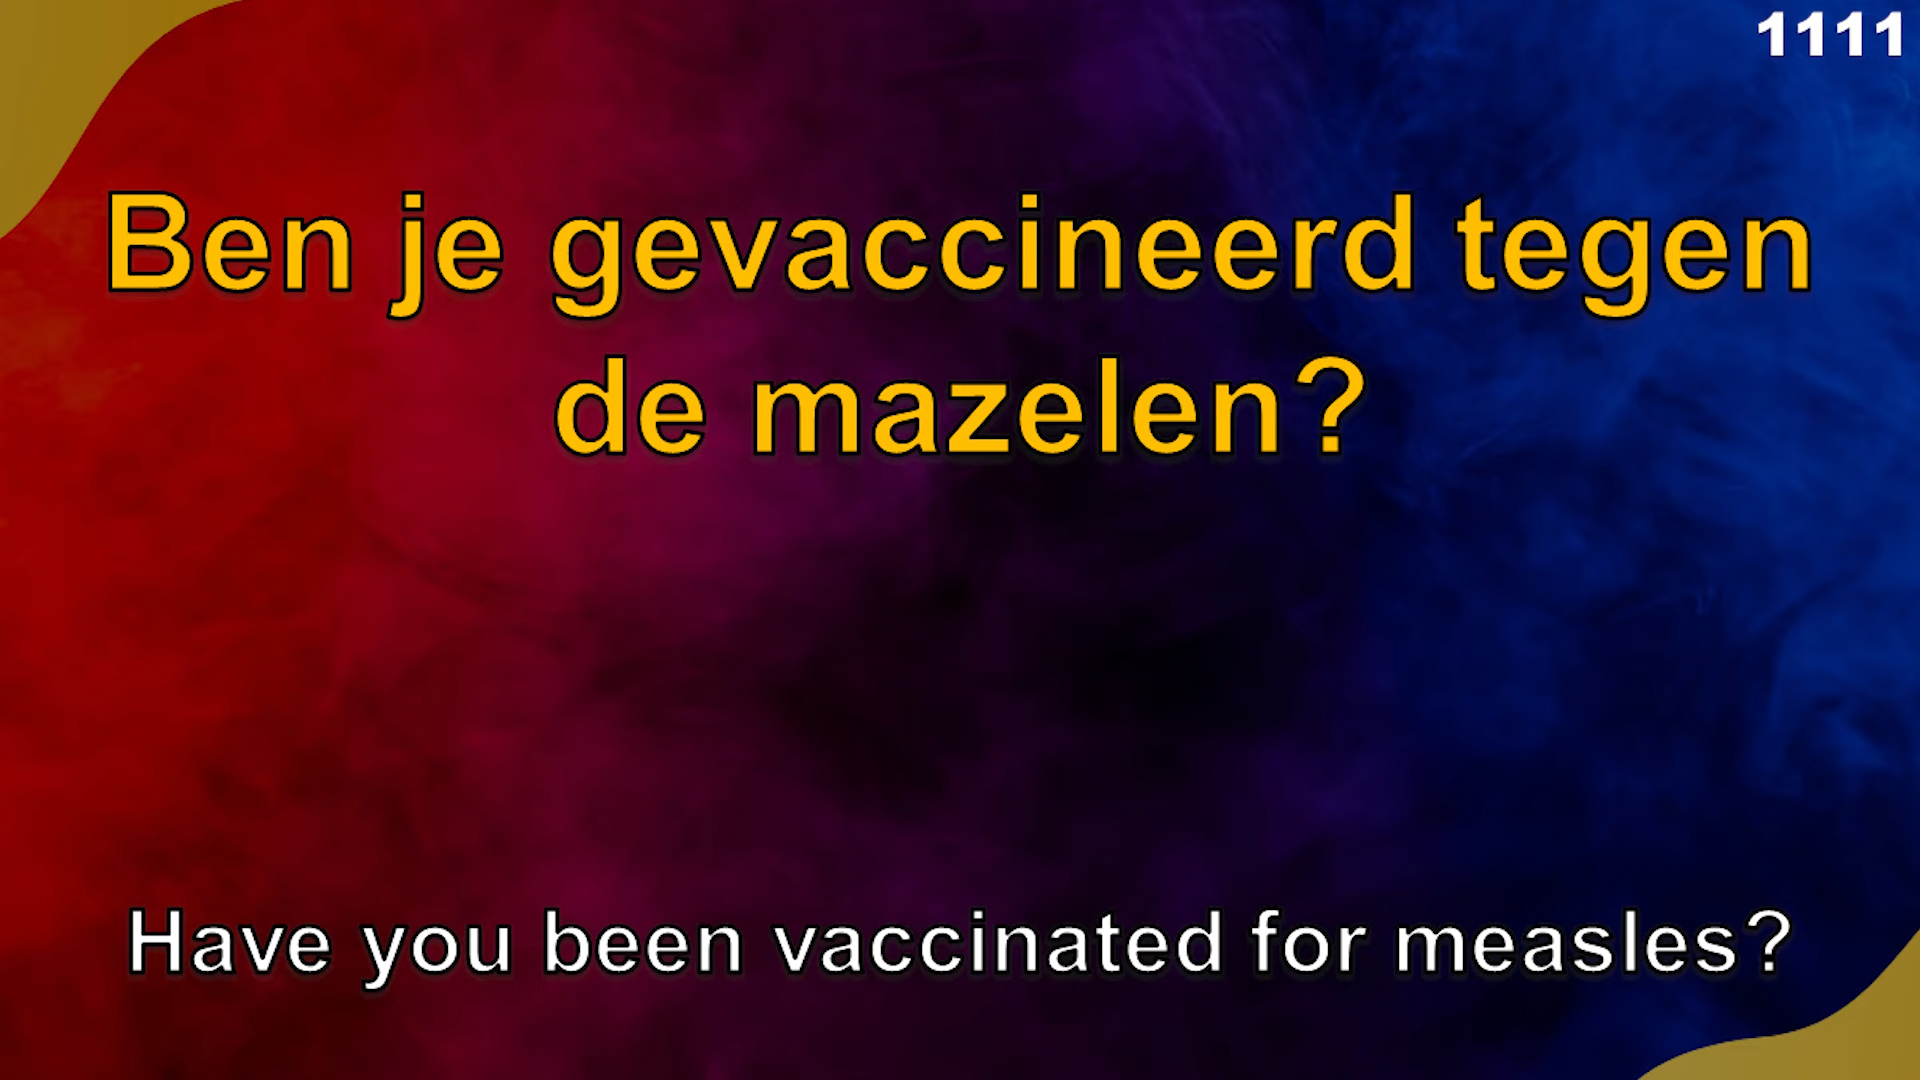 1111
Ben je gevaccineerd tegen
de mazelen?
Have you been vaccinated for measles?